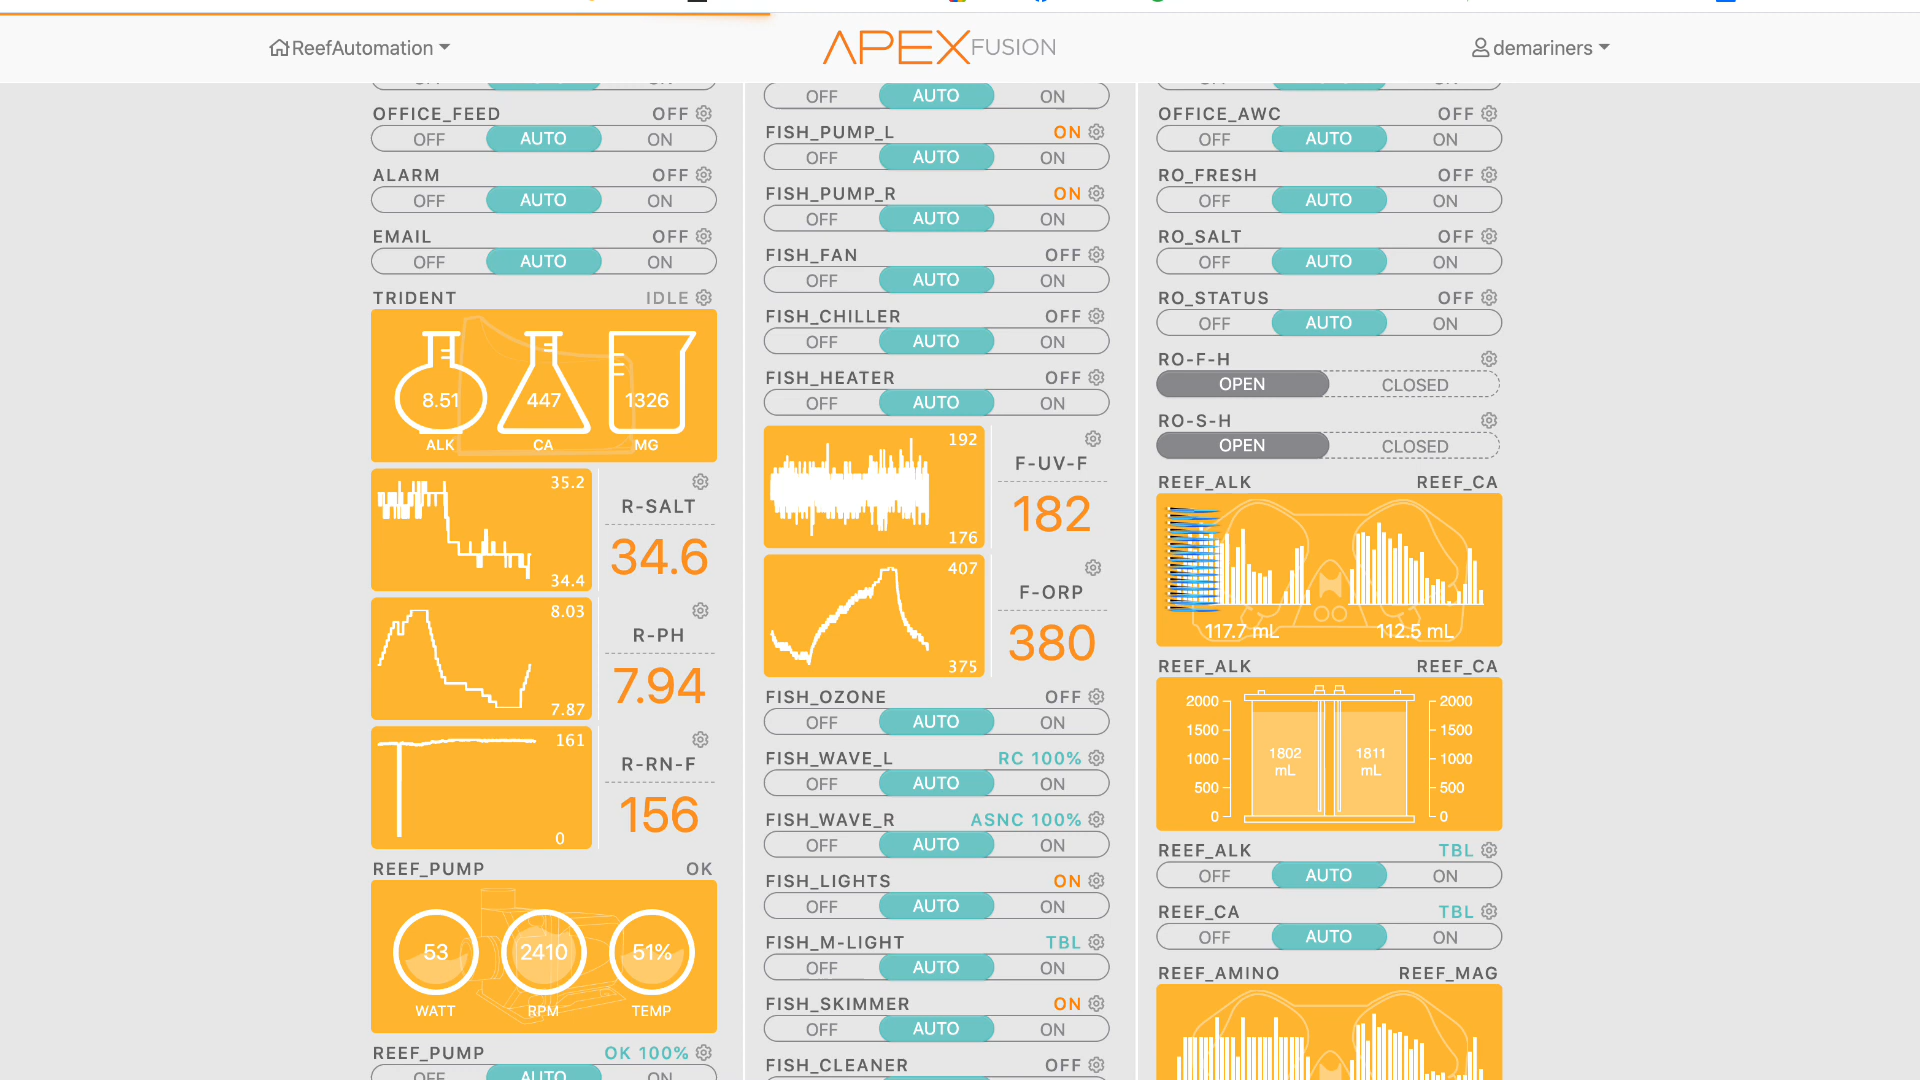 ReefAutomation
APEX FUSION
demariners
OFFICE_FEED OFF
OFF AUTO ON
ALARM OFF
OFF AUTO ON
EMAIL OFF
OFF AUTO ON
TRIDENT IDLE
8.51 447 1326
ALK CA MG
35.2
R-SALT
34.6
34.4
8.03
R-PH
7.94
7.87
161
R-RN-F
156
0
REEF_PUMP OK
53 2410 51%
WATT RPM TEMP
REEF_PUMP OK 100%
OFF AUTO ON
OFF AUTO ON
FISH_PUMP_L ON
OFF AUTO ON
FISH_PUMP_R ON
OFF AUTO ON
FISH_FAN OFF
OFF AUTO ON
FISH_CHILLER OFF
OFF AUTO ON
FISH_HEATER OFF
OFF AUTO ON
192
F-UV-F
182
176
407
F-ORP
380
375
FISH_OZONE OFF
OFF AUTO ON
FISH_WAVE_L RC 100%
OFF AUTO ON
FISH_WAVE_R ASNC 100%
OFF AUTO ON
FISH_LIGHTS ON
OFF AUTO ON
FISH_M-LIGHT TBL
OFF AUTO ON
FISH_SKIMMER ON
OFF AUTO ON
FISH_CLEANER OFF
OFFICE_AWC OFF
OFF AUTO ON
RO_FRESH OFF
OFF AUTO ON
RO_SALT OFF
OFF AUTO ON
RO_STATUS OFF
OFF AUTO ON
RO-F-H
OPEN CLOSED
RO-S-H
OPEN CLOSED
REEF_ALK REEF_CA
117.7 mL 112.5 mL
REEF_ALK REEF_CA
2000 2000
1500 1500
1802 mL 1811 mL
1000 1000
500 500
0 0
REEF_ALK TBL
OFF AUTO ON
REEF_CA TBL
OFF AUTO ON
REEF_AMINO REEF_MAG